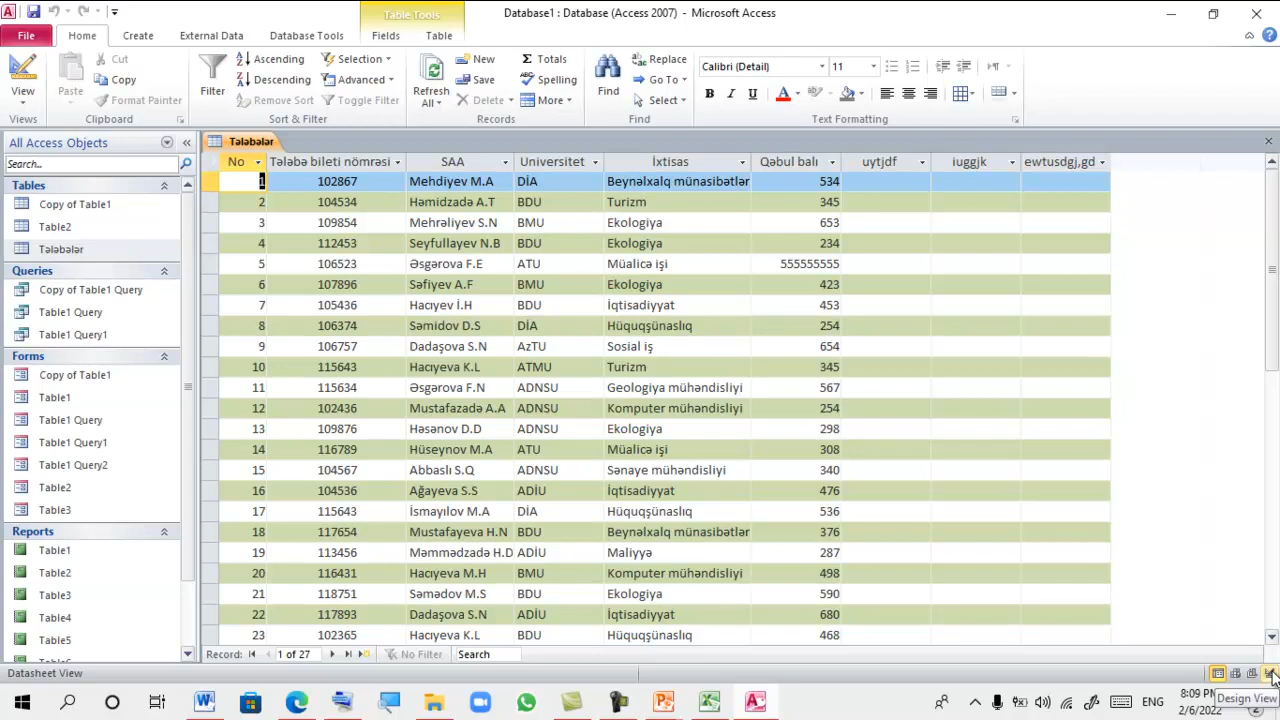 Table Tools
Database1 : Database (Access 2007) - Microsoft Access
File Home Create External Data Database Tools Fields Table
View
Views
Paste
Cut
Copy
Format Painter
Clipboard
Filter
Ascending
Descending
Remove Sort
Selection
Advanced
Toggle Filter
Sort & Filter
Refresh All
New
Save
Delete
Totals
Spelling
More
Records
Find
Replace
Go To
Select
Find
Calibri (Detail) 11
B I U A
Text Formatting
All Access Objects
Search...
Tables
Copy of Table1
Table2
Tələbələr
Queries
Copy of Table1 Query
Table1 Query
Table1 Query1
Forms
Copy of Table1
Table1
Table1 Query
Table1 Query1
Table1 Query2
Table2
Table3
Reports
Table1
Table2
Table3
Table4
Table5
Tələbələr
No Tələbə bileti nömrəsi SAA Universitet İxtisas Qəbul balı uytjdf iuggjk ewtusdgj,gd
1 102867 Mehdiyev M.A DİA Beynəlxalq münasibətlər 534
2 104534 Həmidzadə A.T BDU Turizm 345
3 109854 Mehrəliyev S.N BMU Ekologiya 653
4 112453 Seyfullayev N.B BDU Ekologiya 234
5 106523 Əsgərova F.E ATU Müalicə işi 555555555
6 107896 Səfiyev A.F BMU Ekologiya 423
7 105436 Hacıyev İ.H BDU İqtisadiyyat 453
8 106374 Səmidov D.S DİA Hüquqşünaslıq 254
9 106757 Dadaşova S.N AzTU Sosial iş 654
10 115643 Hacıyeva K.L ATMU Turizm 345
11 115634 Əsgərova F.N ADNSU Geologiya mühəndisliyi 567
12 102436 Mustafazadə A.A ADNSU Komputer mühəndisliyi 254
13 109876 Həsənov D.D ADNSU Ekologiya 298
14 116789 Hüseynov M.A ATU Müalicə işi 308
15 104567 Abbaslı S.Q ADNSU Sənaye mühəndisliyi 340
16 104536 Ağayeva S.S ADİU İqtisadiyyat 476
17 115643 İsmayılov M.A DİA Hüquqşünaslıq 536
18 117654 Mustafayeva H.N BDU Beynəlxalq münasibətlər 376
19 113456 Məmmədzadə H.D ADİU Maliyyə 287
20 116431 Hacıyeva M.H BMU Komputer mühəndisliyi 498
21 118751 Səmədov M.S BDU Ekologiya 590
22 117893 Dadaşova S.N ADİU İqtisadiyyat 680
23 102365 Hacıyeva K.L BDU Hüquqşünaslıq 468
Record: 1 of 27 No Filter Search
Datasheet View
Design View
ENG
8:09 PM
2/6/2022